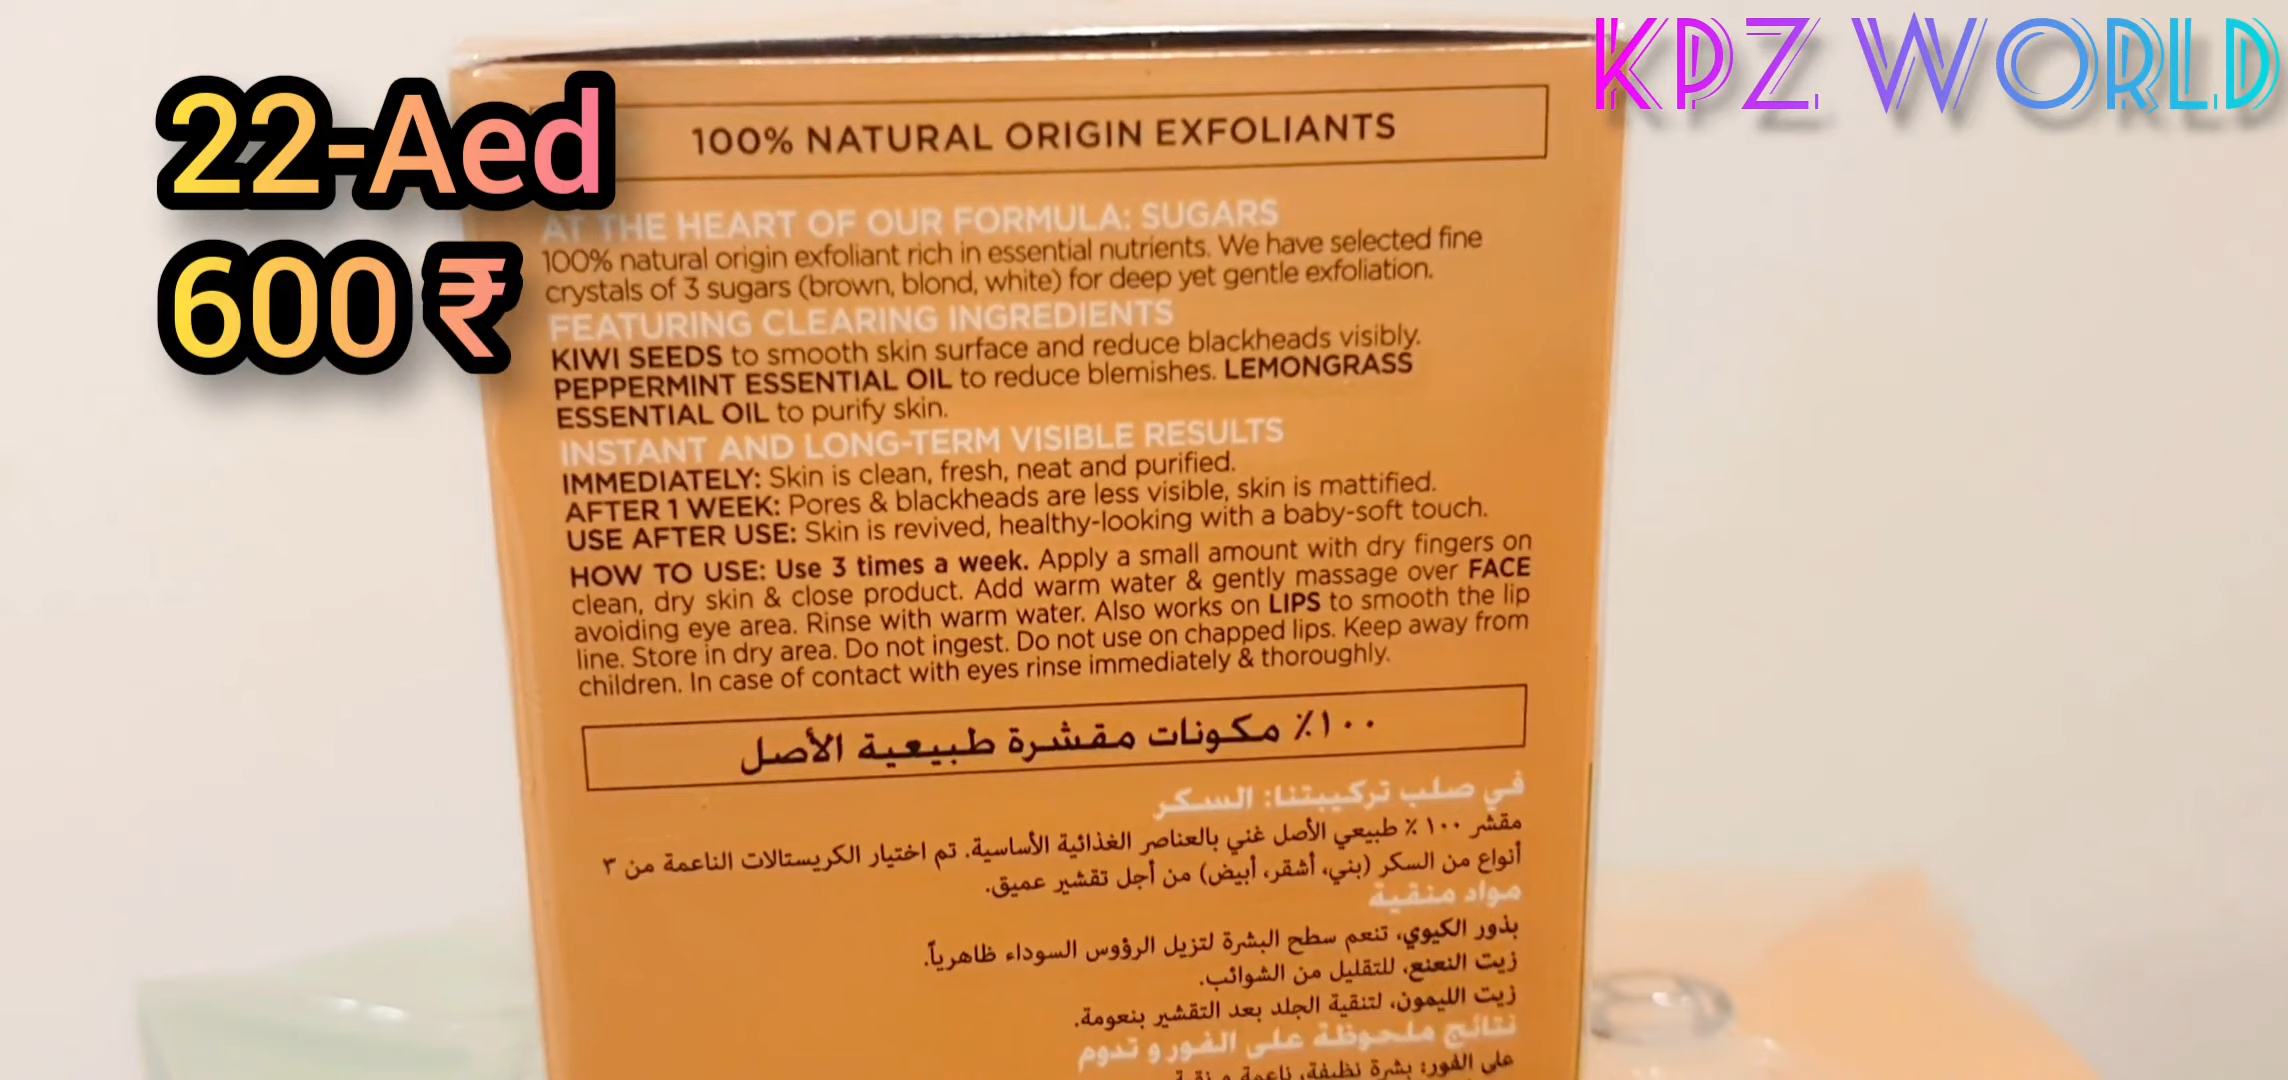 KPZ WORLD
22-Aed
600 ₹
100% NATURAL ORIGIN EXFOLIANTS
AT THE HEART OF OUR FORMULA: SUGARS
100% natural origin exfoliant rich in essential nutrients. We have selected fine
crystals of 3 sugars (brown, blond, white) for deep yet gentle exfoliation.
FEATURING CLEARING INGREDIENTS
KIWI SEEDS to smooth skin surface and reduce blackheads visibly.
PEPPERMINT ESSENTIAL OIL to reduce blemishes. LEMONGRASS
ESSENTIAL OIL to purify skin.
INSTANT AND LONG-TERM VISIBLE RESULTS
IMMEDIATELY: Skin is clean, fresh, neat and purified.
AFTER 1 WEEK: Pores & blackheads are less visible, skin is mattified.
USE AFTER USE: Skin is revived, healthy-looking with a baby-soft touch.
HOW TO USE: Use 3 times a week. Apply a small amount with dry fingers on
clean, dry skin & close product. Add warm water & gently massage over FACE
avoiding eye area. Rinse with warm water. Also works on LIPS to smooth the lip
line. Store in dry area. Do not ingest. Do not use on chapped lips. Keep away from
children. In case of contact with eyes rinse immediately & thoroughly.
١٠٠٪ مكونات مقشرة طبيعية الأصل
في صلب تركيبتنا: السكر
مقشر ١٠٠ ٪ طبيعي الأصل غني بالعناصر الغذائية الأساسية. تم اختيار الكريستالات الناعمة من ٣
أنواع من السكر (بني، أشقر، أبيض) من أجل تقشير عميق.
مواد منقية
بذور الكيوي، تنعم سطح البشرة لتزيل الرؤوس السوداء ظاهرياً.
زيت النعنع، للتقليل من الشوائب.
زيت الليمون، لتنقية الجلد بعد التقشير بنعومة.
نتائج ملحوظة على الفور و تدوم
على الفور: بشرة نظيفة، ناعمة